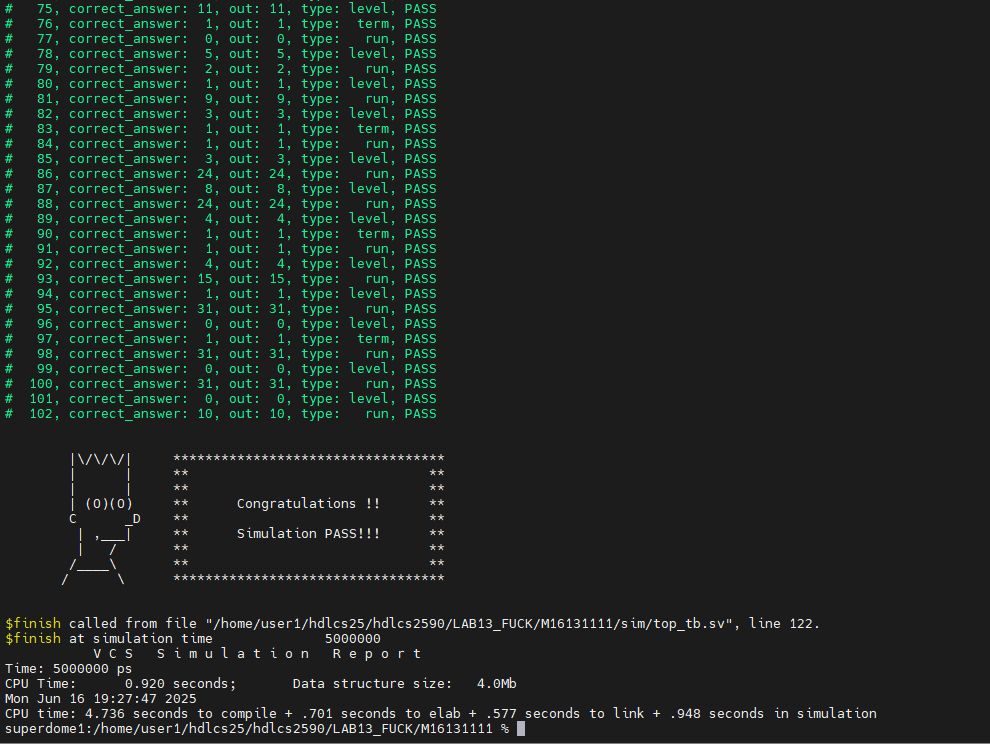 #   75, correct_answer: 11, out: 11, type: level, PASS
#   76, correct_answer:  1, out:  1, type:  term, PASS
#   77, correct_answer:  0, out:  0, type:   run, PASS
#   78, correct_answer:  5, out:  5, type: level, PASS
#   79, correct_answer:  2, out:  2, type:   run, PASS
#   80, correct_answer:  1, out:  1, type: level, PASS
#   81, correct_answer:  9, out:  9, type:   run, PASS
#   82, correct_answer:  3, out:  3, type: level, PASS
#   83, correct_answer:  1, out:  1, type:  term, PASS
#   84, correct_answer:  1, out:  1, type:   run, PASS
#   85, correct_answer:  3, out:  3, type: level, PASS
#   86, correct_answer: 24, out: 24, type:   run, PASS
#   87, correct_answer:  8, out:  8, type: level, PASS
#   88, correct_answer: 24, out: 24, type:   run, PASS
#   89, correct_answer:  4, out:  4, type: level, PASS
#   90, correct_answer:  1, out:  1, type:  term, PASS
#   91, correct_answer:  1, out:  1, type:   run, PASS
#   92, correct_answer:  4, out:  4, type: level, PASS
#   93, correct_answer: 15, out: 15, type:   run, PASS
#   94, correct_answer:  1, out:  1, type: level, PASS
#   95, correct_answer: 31, out: 31, type:   run, PASS
#   96, correct_answer:  0, out:  0, type: level, PASS
#   97, correct_answer:  1, out:  1, type:  term, PASS
#   98, correct_answer: 31, out: 31, type:   run, PASS
#   99, correct_answer:  0, out:  0, type: level, PASS
#  100, correct_answer: 31, out: 31, type:   run, PASS
#  101, correct_answer:  0, out:  0, type: level, PASS
#  102, correct_answer: 10, out: 10, type:   run, PASS
        |\/\/\/|     **********************************
        |      |     **                              **
        |      |     **                              **
        | (O)(O)     **      Congratulations !!      **
        C      _D    **                              **
         | ,___|     **      Simulation PASS!!!      **
         |   /       **                              **
        /____\       **                              **
       /      \      **********************************
$finish called from file "/home/user1/hdlcs25/hdlcs2590/LAB13_FUCK/M16131111/sim/top_tb.sv", line 122.
$finish at simulation time              5000000
           V C S   S i m u l a t i o n   R e p o r t
Time: 5000000 ps
CPU Time:      0.920 seconds;       Data structure size:   4.0Mb
Mon Jun 16 19:27:47 2025
CPU time: 4.736 seconds to compile + .701 seconds to elab + .577 seconds to link + .948 seconds in simulation
superdome1:/home/user1/hdlcs25/hdlcs2590/LAB13_FUCK/M16131111 %